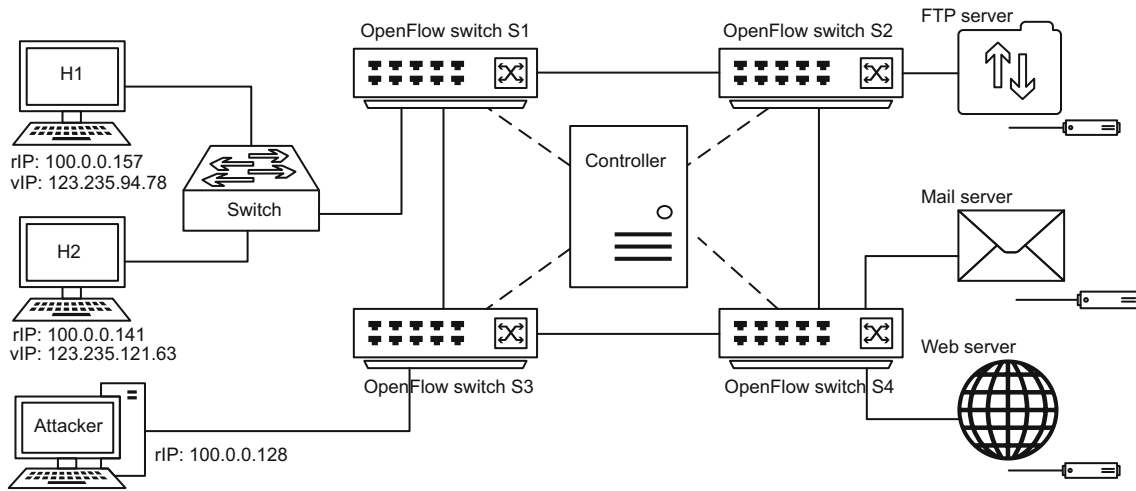 OpenFlow switch S1
OpenFlow switch S2
FTP server
H1
rIP: 100.0.0.157
vIP: 123.235.94.78
Controller
Switch
Mail server
H2
rIP: 100.0.0.141
vIP: 123.235.121.63
Web server
OpenFlow switch S3
OpenFlow switch S4
Attacker
rIP: 100.0.0.128